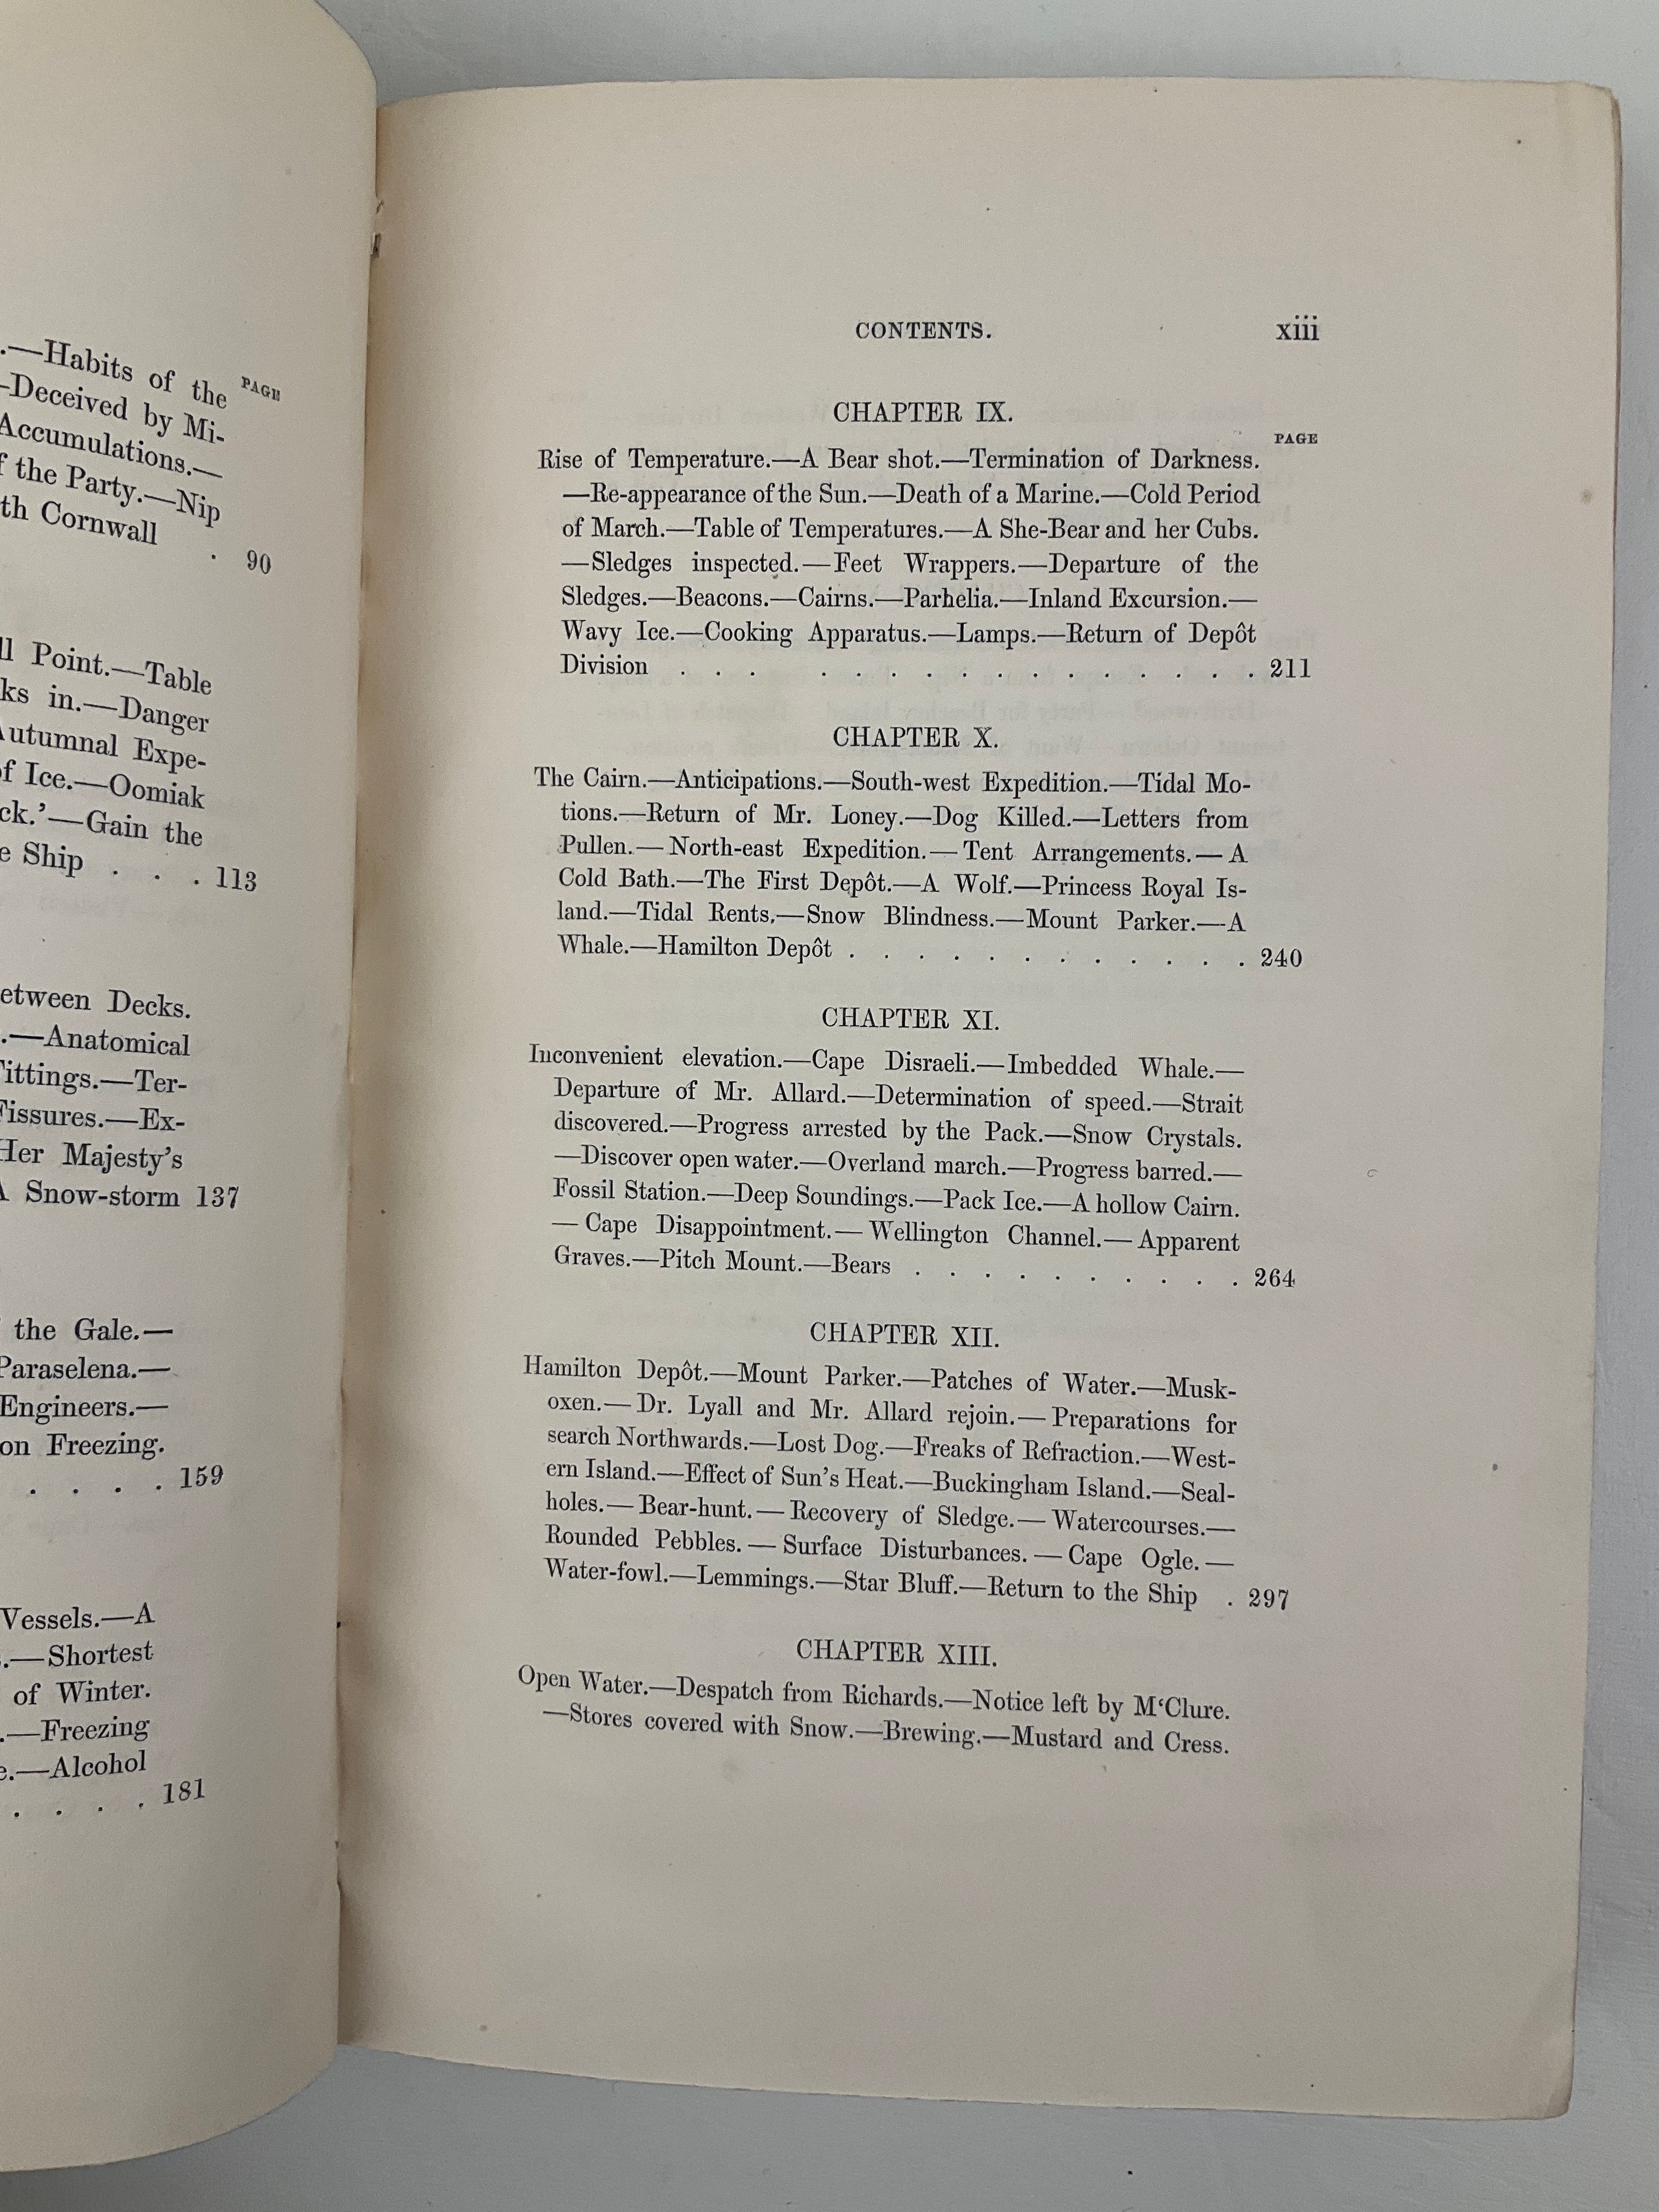 .—Habits of the PAGE
—Deceived by Mi-
Accumulations.—
f the Party.—Nip
th Cornwall . 90
ll Point.—Table
ks in.—Danger
Autumnal Expe-
of Ice.—Oomiak
ck.’—Gain the
e Ship . . . 113
etween Decks.
.—Anatomical
Fittings.—Ter-
Fissures.—Ex-
Her Majesty’s
A Snow-storm 137
the Gale.—
Paraselena.—
Engineers.—
on Freezing.
. . . . 159
Vessels.—A
.—Shortest
of Winter.
.—Freezing
e.—Alcohol
. . . . 181
CONTENTS. xiii
CHAPTER IX.
PAGE
Rise of Temperature.—A Bear shot.—Termination of Darkness.
—Re-appearance of the Sun.—Death of a Marine.—Cold Period
of March.—Table of Temperatures.—A She-Bear and her Cubs.
—Sledges inspected.—Feet Wrappers.—Departure of the
Sledges.—Beacons.—Cairns.—Parhelia.—Inland Excursion.—
Wavy Ice.—Cooking Apparatus.—Lamps.—Return of Depôt
Division . . . . . . . . . . . . . . . . 211
CHAPTER X.
The Cairn.—Anticipations.—South-west Expedition.—Tidal Mo-
tions.—Return of Mr. Loney.—Dog Killed.—Letters from
Pullen.—North-east Expedition.—Tent Arrangements.—A
Cold Bath.—The First Depôt.—A Wolf.—Princess Royal Is-
land.—Tidal Rents.—Snow Blindness.—Mount Parker.—A
Whale.—Hamilton Depôt . . . . . . . . . . . . 240
CHAPTER XI.
Inconvenient elevation.—Cape Disraeli.—Imbedded Whale.—
Departure of Mr. Allard.—Determination of speed.—Strait
discovered.—Progress arrested by the Pack.—Snow Crystals.
—Discover open water.—Overland march.—Progress barred.—
Fossil Station.—Deep Soundings.—Pack Ice.—A hollow Cairn.
—Cape Disappointment.—Wellington Channel.—Apparent
Graves.—Pitch Mount.—Bears . . . . . . . . . . 264
CHAPTER XII.
Hamilton Depôt.—Mount Parker.—Patches of Water.—Musk-
oxen.—Dr. Lyall and Mr. Allard rejoin.—Preparations for
search Northwards.—Lost Dog.—Freaks of Refraction.—West-
ern Island.—Effect of Sun’s Heat.—Buckingham Island.—Seal-
holes.—Bear-hunt.—Recovery of Sledge.—Watercourses.—
Rounded Pebbles.—Surface Disturbances.—Cape Ogle.—
Water-fowl.—Lemmings.—Star Bluff.—Return to the Ship . 297
CHAPTER XIII.
Open Water.—Despatch from Richards.—Notice left by M‘Clure.
—Stores covered with Snow.—Brewing.—Mustard and Cress.